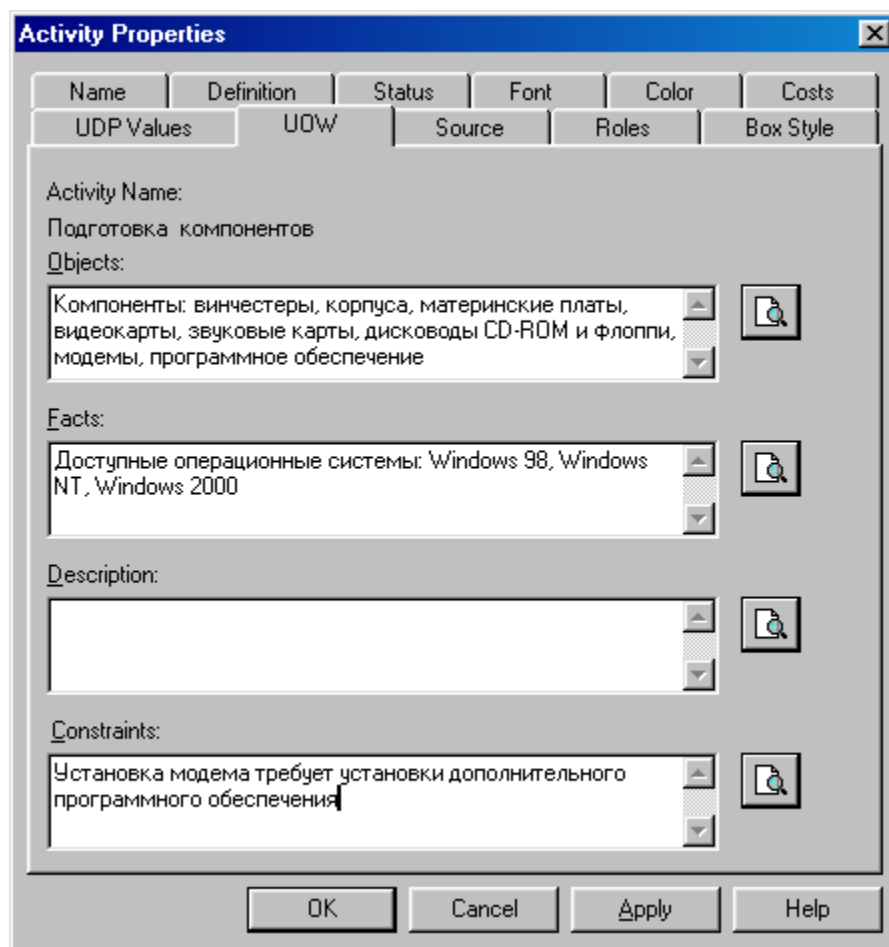 Activity Properties
Name Definition Status Font Color Costs
UDP Values UOW Source Roles Box Style
Activity Name:
Подготовка компонентов
Objects:
Компоненты: винчестеры, корпуса, материнские платы,
видеокарты, звуковые карты, дисководы CD-ROM и флоппи,
модемы, программное обеспечение
Facts:
Доступные операционные системы: Windows 98, Windows
NT, Windows 2000
Description:
Constraints:
Установка модема требует установки дополнительного
программного обеспечения
OK Cancel Apply Help